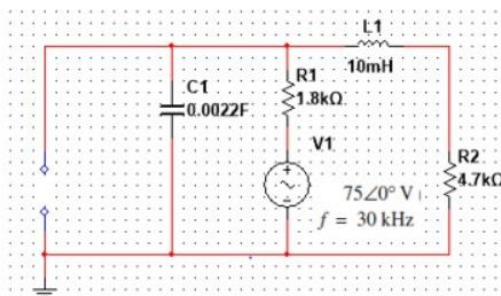 L1
10mH
C1
0.0022F
R1
1.8kΩ
V1
75∠0° V
f = 30 kHz
R2
4.7kΩ